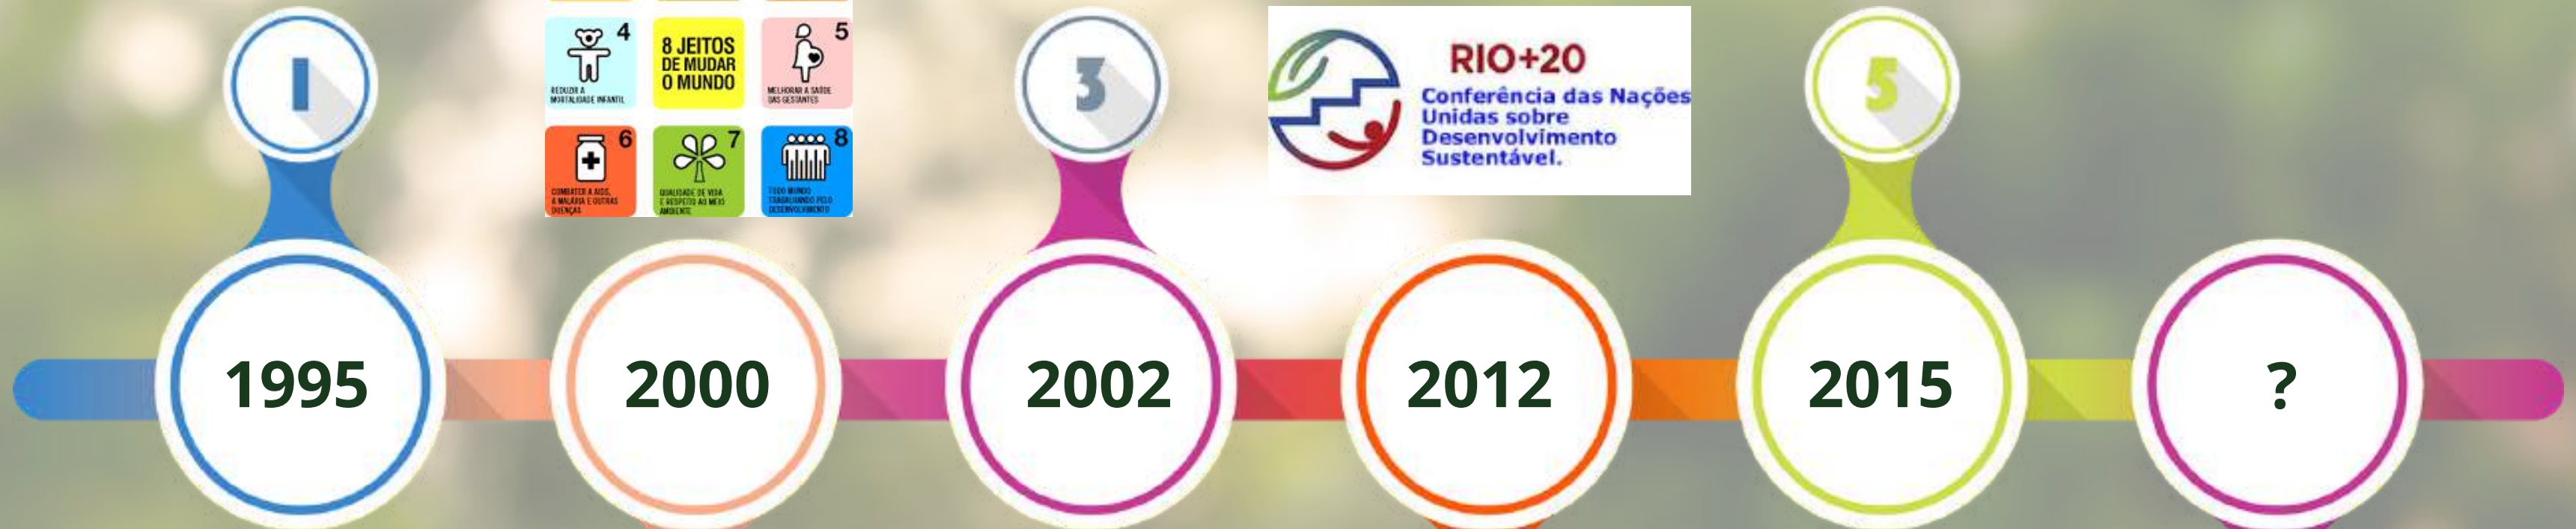 1
4
REDUZIR A
MORTALIDADE INFANTIL
8 JEITOS
DE MUDAR
O MUNDO
5
MELHORAR A SAÚDE
DAS GESTANTES
6
COMBATER A AIDS,
A MALÁRIA E OUTRAS
DOENÇAS
7
QUALIDADE DE VIDA
E RESPEITO AO MEIO
AMBIENTE
8
TODO MUNDO
TRABALHANDO PELO
DESENVOLVIMENTO
3
RIO+20
Conferência das Nações
Unidas sobre
Desenvolvimento
Sustentável.
5
1995
2000
2002
2012
2015
?